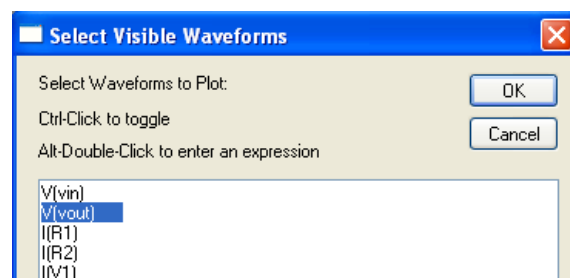 Select Visible Waveforms
Select Waveforms to Plot:
OK
Ctrl-Click to toggle
Cancel
Alt-Double-Click to enter an expression
V(vin)
V(vout)
I(R1)
I(R2)
I(V1)